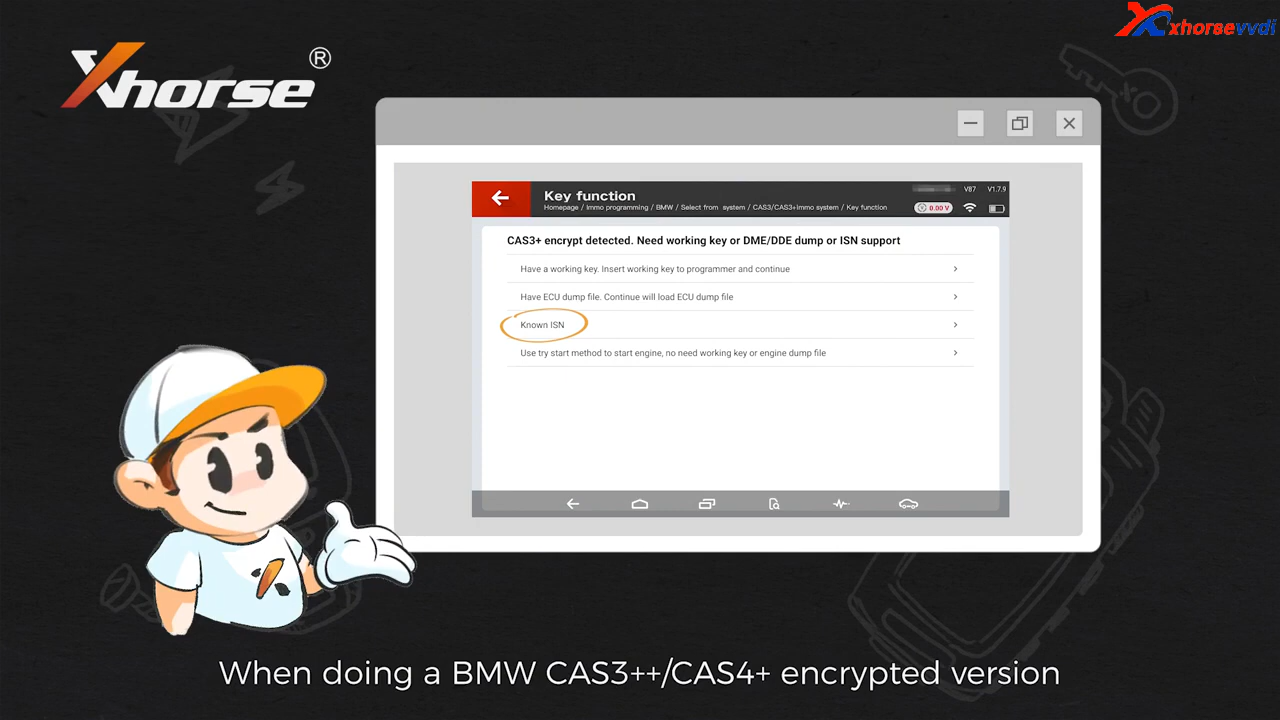 xhorsevvdi
Xhorse®
Key function
Homepage / Immo programming / BMW / Select from system / CAS3/CAS3+Immo system / Key function
V87 V1.7.9
0.00 V
CAS3+ encrypt detected. Need working key or DME/DDE dump or ISN support
Have a working key. Insert working key to programmer and continue
Have ECU dump file. Continue will load ECU dump file
Known ISN
Use try start method to start engine, no need working key or engine dump file
When doing a BMW CAS3++/CAS4+ encrypted version